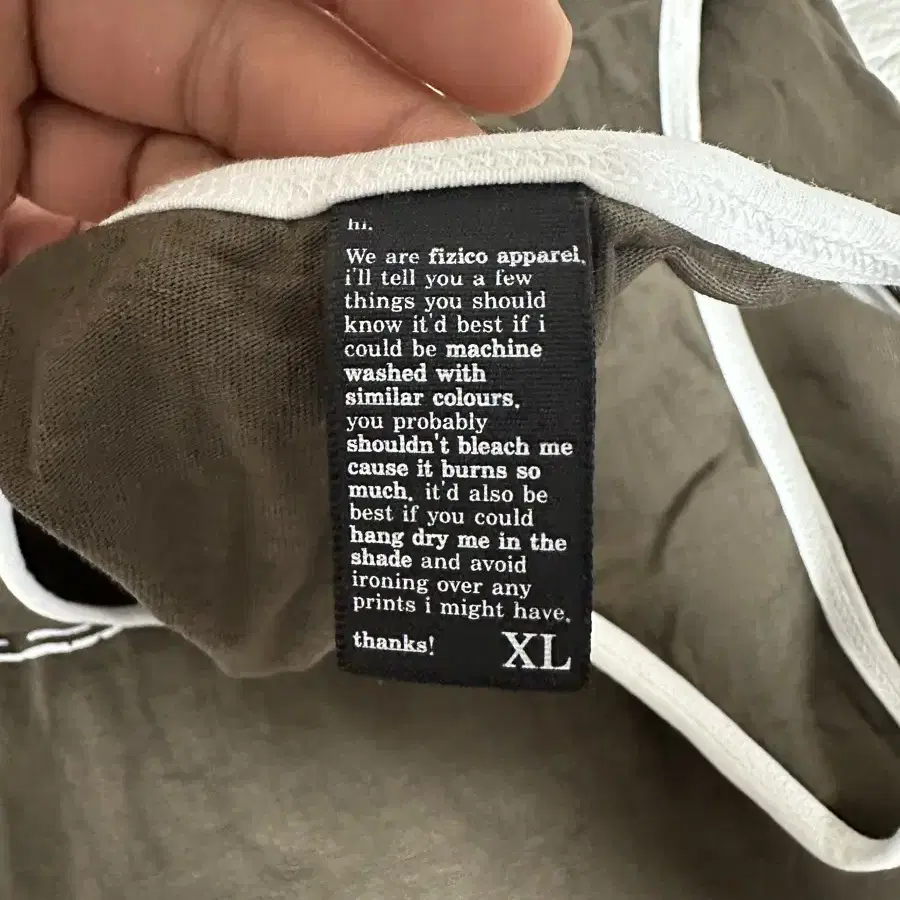 hi.
We are fizico apparel.
i'll tell you a few
things you should
know it'd best if i
could be machine
washed with
similar colours.
you probably
shouldn't bleach me
cause it burns so
much. it'd also be
best if you could
hang dry me in the
shade and avoid
ironing over any
prints i might have.
thanks! XL